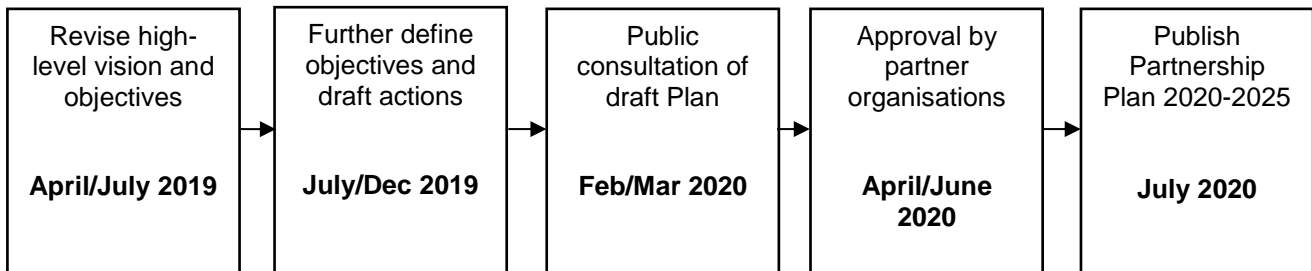 Revise high-
level vision and
objectives
April/July 2019
Further define
objectives and
draft actions
July/Dec 2019
Public
consultation of
draft Plan
Feb/Mar 2020
Approval by
partner
organisations
April/June
2020
Publish
Partnership
Plan 2020-2025
July 2020